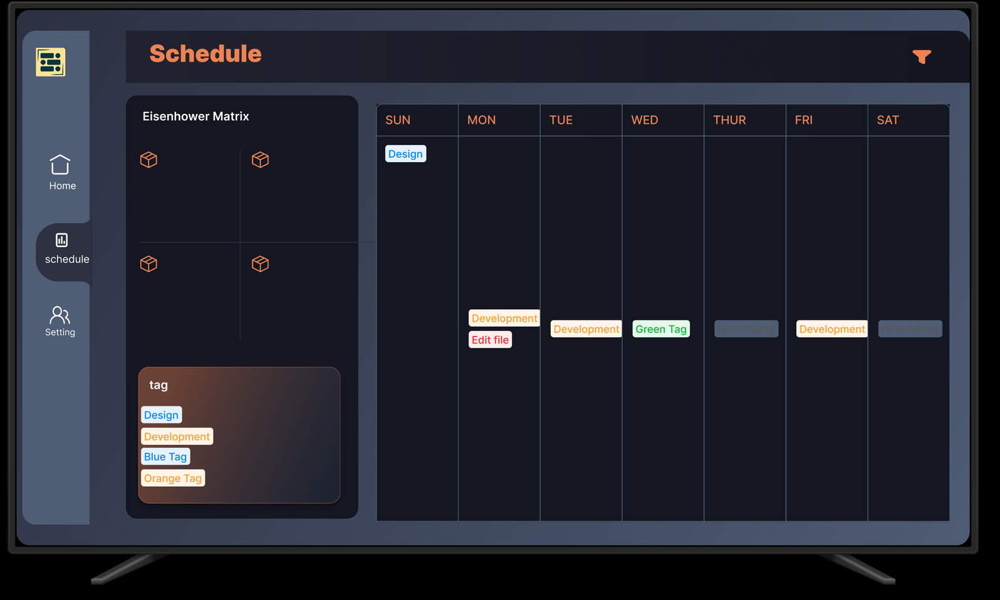 Schedule
Home
schedule
Setting
Eisenhower Matrix
tag
Design
Development
Blue Tag
Orange Tag
SUN MON TUE WED THUR FRI SAT
Design
Development
Edit file
Development
Green Tag
Note taking
Development
Note taking